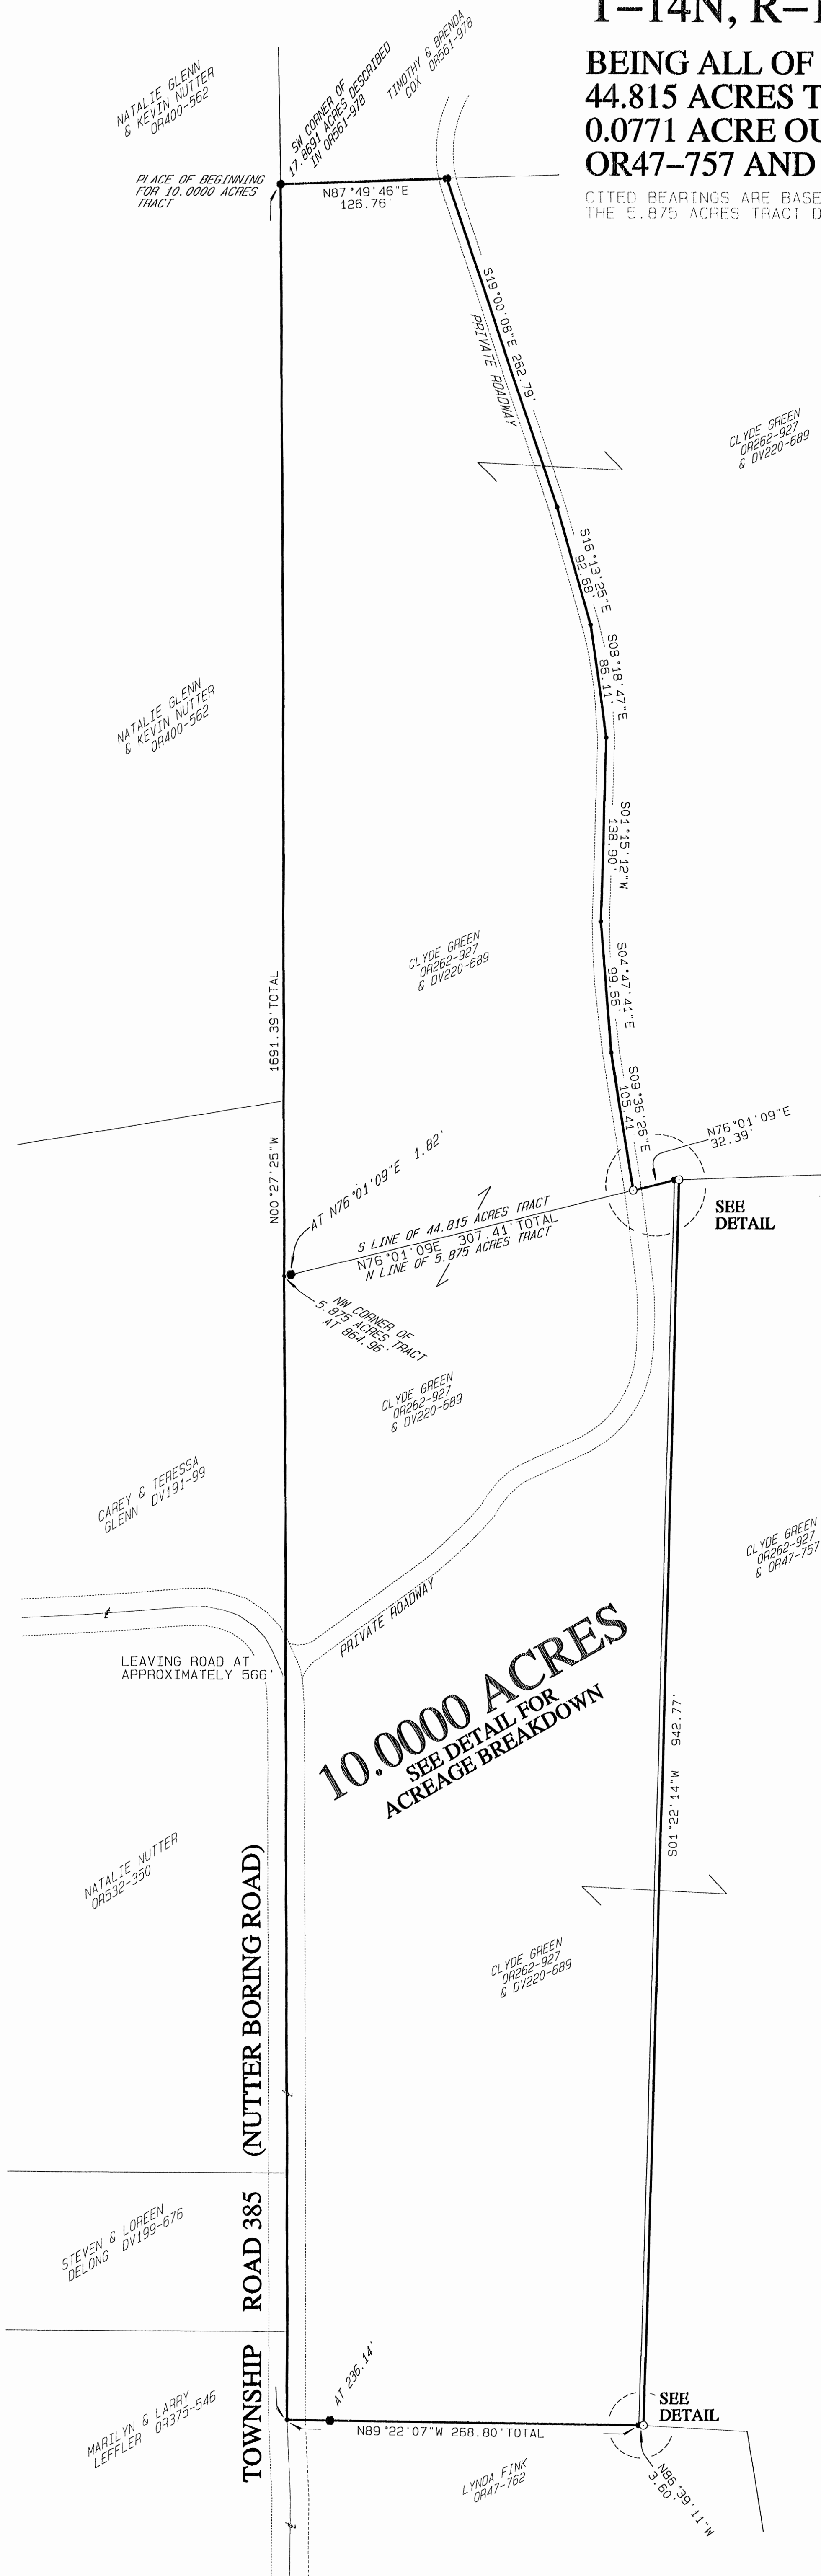 T-14N, R-1
BEING ALL OF
44.815 ACRES T
0.0771 ACRE OU
OR47-757 AND
CITED BEARINGS ARE BASE
THE 5.875 ACRES TRACT D
NATALIE GLENN
& KEVIN NUTTER
OR400-562
SW CORNER OF
17.8691 ACRES DESCRIBED
IN OR561-978
TIMOTHY & BRENDA
COX OR561-978
PLACE OF BEGINNING
FOR 10.0000 ACRES
TRACT
N87°49'46"E
126.76'
S19°00'08"E 262.79'
PRIVATE ROADWAY
CLYDE GREEN
OR262-927
& DV220-689
S16°13'25"E
92.68'
S08°18'47"E
86.11'
NATALIE GLENN
& KEVIN NUTTER
OR400-562
S01°15'12"W
138.90'
CLYDE GREEN
OR262-927
& DV220-689
S04°47'41"E
99.55'
1691.39'TOTAL
N00°27'25"W
S09°35'25"E
105.41'
N76°01'09"E
32.39'
SEE
DETAIL
AT N76°01'09"E 1.82'
S LINE OF 44.815 ACRES TRACT
N76°01'09E 307.41'TOTAL
N LINE OF 5.875 ACRES TRACT
NW CORNER OF
5.875 ACRES TRACT
AT 864.96'
CLYDE GREEN
OR262-927
& DV220-689
CAREY & TERESSA
GLENN DV191-99
CLYDE GREEN
OR262-927
& OR47-757
PRIVATE ROADWAY
LEAVING ROAD AT
APPROXIMATELY 566'
10.0000 ACRES
SEE DETAIL FOR
ACREAGE BREAKDOWN
S01°22'14"W 942.77'
NATALIE NUTTER
OR532-350
CLYDE GREEN
OR262-927
& DV220-689
TOWNSHIP ROAD 385 (NUTTER BORING ROAD)
STEVEN & LOREEN
DELONG DV199-676
MARILYN & LARRY
LEFFLER OR375-546
AT 236.14'
N89°22'07"W 268.80'TOTAL
SEE
DETAIL
LYNDA FINK
OR47-762
N86°39'11"W
3.60'